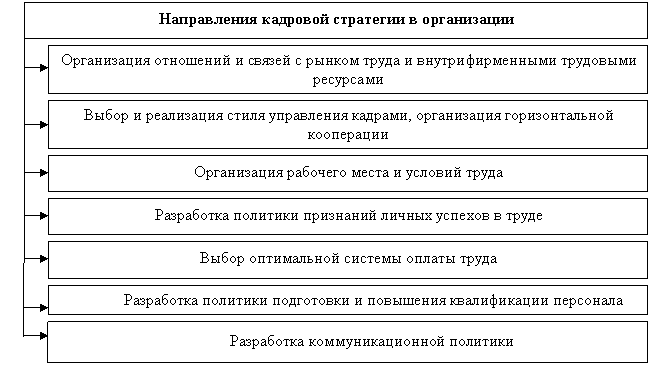 Направления кадровой стратегии в организации
Организация отношений и связей с рынком труда и внутрифирменными трудовыми
ресурсами
Выбор и реализация стиля управления кадрами, организация горизонтальной
кооперации
Организация рабочего места и условий труда
Разработка политики признаний личных успехов в труде
Выбор оптимальной системы оплаты труда
Разработка политики подготовки и повышения квалификации персонала
Разработка коммуникационной политики